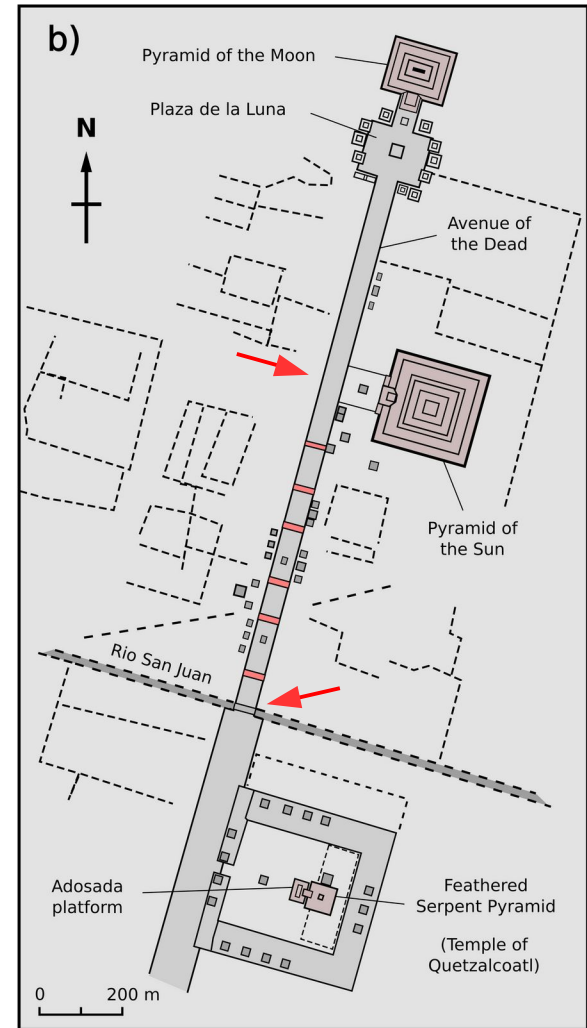 b)
Pyramid of the Moon
Plaza de la Luna
N
Avenue of
the Dead
Pyramid of
the Sun
Rio San Juan
Adosada
platform
Feathered
Serpent Pyramid
(Temple of
Quetzalcoatl)
0 200 m